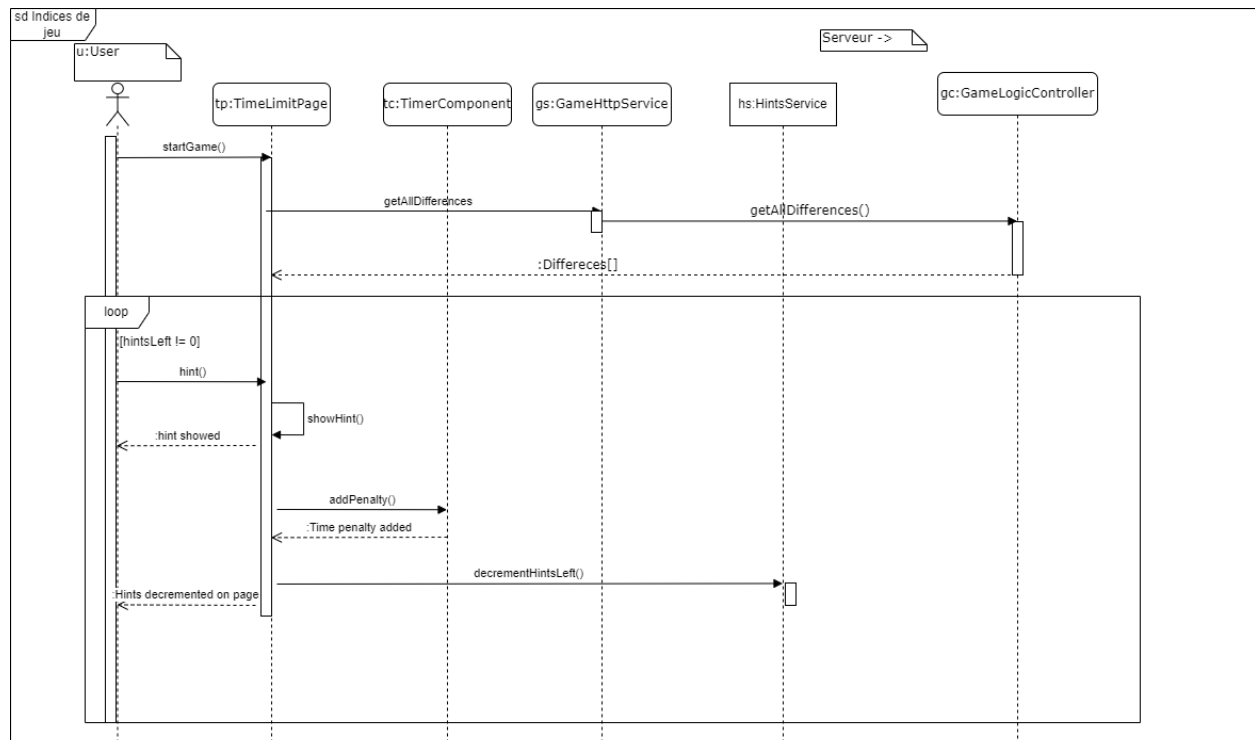 sd Indices de
jeu
Serveur ->
u:User
tp:TimeLimitPage
tc:TimerComponent
gs:GameHttpService
hs:HintsService
gc:GameLogicController
startGame()
getAllDifferences
getAllDifferences()
:Differeces[]
loop
[hintsLeft != 0]
hint()
showHint()
:hint showed
addPenalty()
:Time penalty added
decrementHintsLeft()
:Hints decremented on page